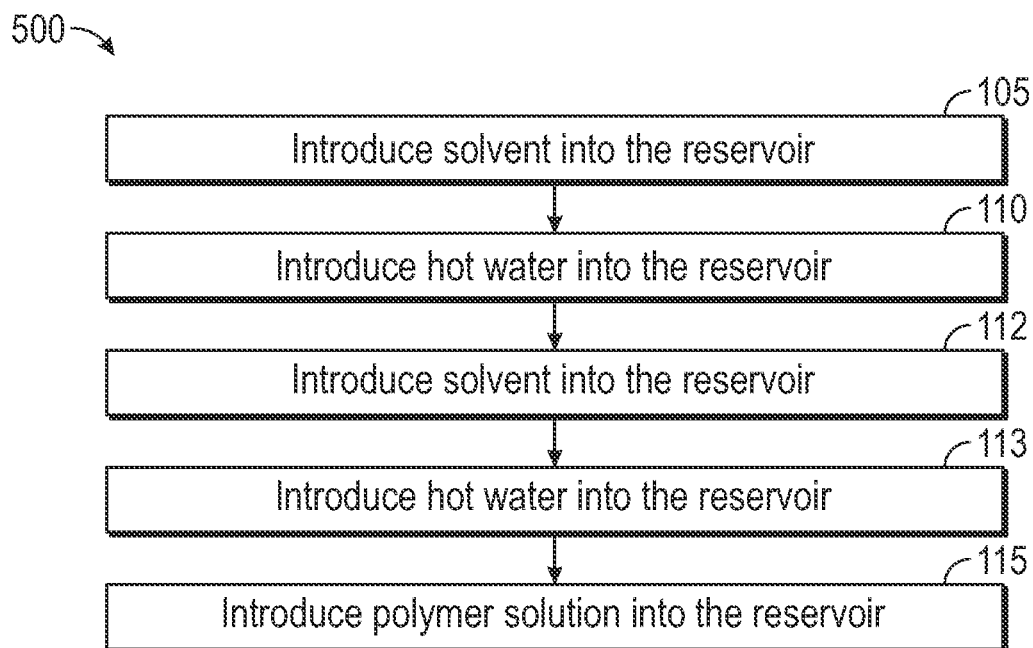 500
105
Introduce solvent into the reservoir
110
Introduce hot water into the reservoir
112
Introduce solvent into the reservoir
113
Introduce hot water into the reservoir
115
Introduce polymer solution into the reservoir